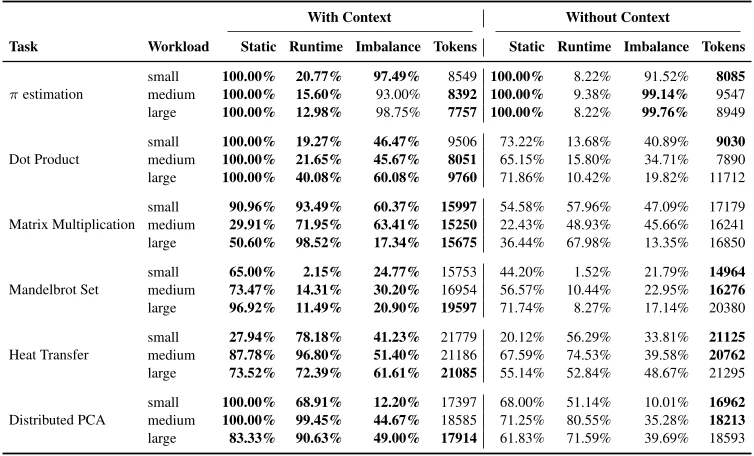 With Context Without Context
Task Workload Static Runtime Imbalance Tokens Static Runtime Imbalance Tokens
small 100.00% 20.77% 97.49% 8549 100.00% 8.22% 91.52% 8085
π estimation medium 100.00% 15.60% 93.00% 8392 100.00% 9.38% 99.14% 9547
large 100.00% 12.98% 98.75% 7757 100.00% 8.22% 99.76% 8949
small 100.00% 19.27% 46.47% 9506 73.22% 13.68% 40.89% 9030
Dot Product medium 100.00% 21.65% 45.67% 8051 65.15% 15.80% 34.71% 7890
large 100.00% 40.08% 60.08% 9760 71.86% 10.42% 19.82% 11712
small 90.96% 93.49% 60.37% 15997 54.58% 57.96% 47.09% 17179
Matrix Multiplication medium 29.91% 71.95% 63.41% 15250 22.43% 48.93% 45.66% 16241
large 50.60% 98.52% 17.34% 15675 36.44% 67.98% 13.35% 16850
small 65.00% 2.15% 24.77% 15753 44.20% 1.52% 21.79% 14964
Mandelbrot Set medium 73.47% 14.31% 30.20% 16954 56.57% 10.44% 22.95% 16276
large 96.92% 11.49% 20.90% 19597 71.74% 8.27% 17.14% 20380
small 27.94% 78.18% 41.23% 21779 20.12% 56.29% 33.81% 21125
Heat Transfer medium 87.78% 96.80% 51.40% 21186 67.59% 74.53% 39.58% 20762
large 73.52% 72.39% 61.61% 21085 55.14% 52.84% 48.67% 21295
small 100.00% 68.91% 12.20% 17397 68.00% 51.14% 10.01% 16962
Distributed PCA medium 100.00% 99.45% 44.67% 18585 71.25% 80.55% 35.28% 18213
large 83.33% 90.63% 49.00% 17914 61.83% 71.59% 39.69% 18593